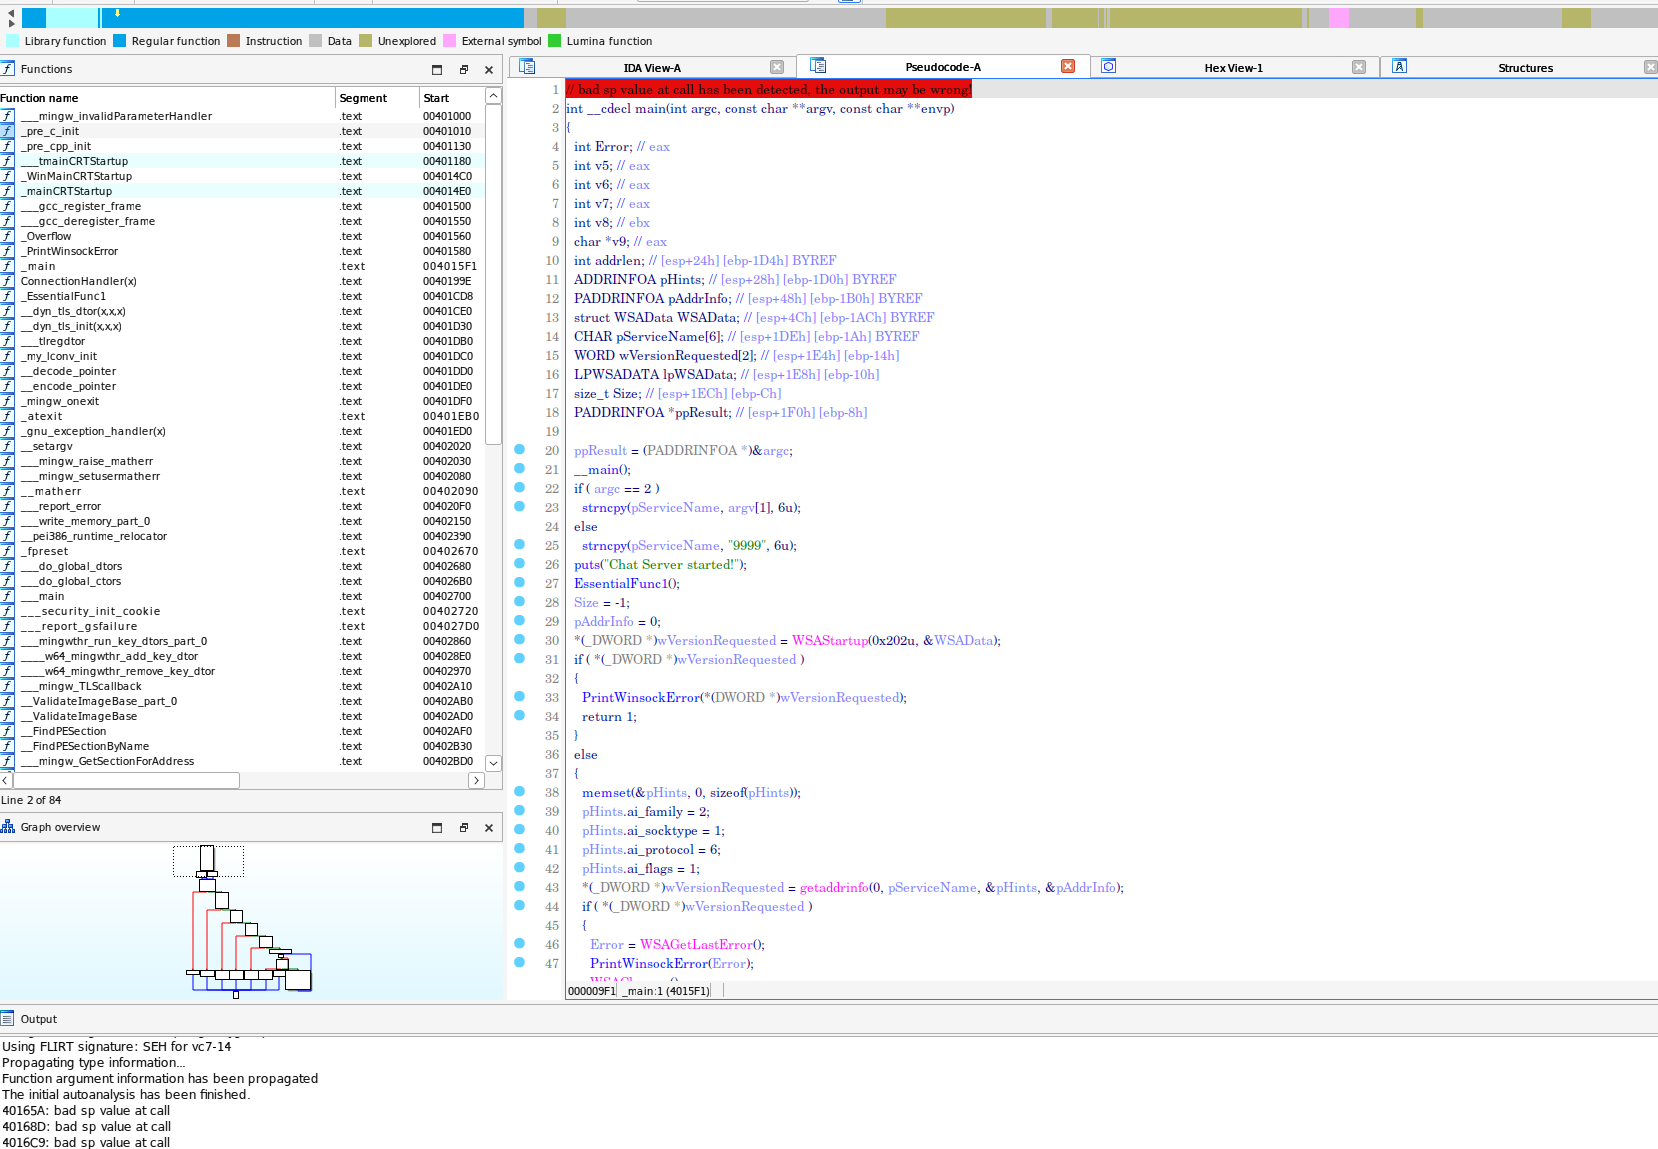 Library function Regular function Instruction Data Unexplored External symbol Lumina function
Functions
Function name Segment Start
___mingw_invalidParameterHandler .text 00401000
_pre_c_init .text 00401010
_pre_cpp_init .text 00401130
___tmainCRTStartup .text 00401180
_WinMainCRTStartup .text 004014C0
_mainCRTStartup .text 004014E0
___gcc_register_frame .text 00401500
___gcc_deregister_frame .text 00401550
_Overflow .text 00401560
_PrintWinsockError .text 00401580
_main .text 004015F1
ConnectionHandler(x) .text 0040199E
_EssentialFunc1 .text 00401CD8
__dyn_tls_dtor(x,x,x) .text 00401CE0
__dyn_tls_init(x,x,x) .text 00401D30
___tlregdtor .text 00401DB0
_my_lconv_init .text 00401DC0
__decode_pointer .text 00401DD0
__encode_pointer .text 00401DE0
_mingw_onexit .text 00401DF0
_atexit .text 00401EB0
_gnu_exception_handler(x) .text 00401ED0
__setargv .text 00402020
___mingw_raise_matherr .text 00402030
___mingw_setusermatherr .text 00402080
__matherr .text 00402090
___report_error .text 004020F0
___write_memory_part_0 .text 00402150
__pei386_runtime_relocator .text 00402390
_fpreset .text 00402670
___do_global_dtors .text 00402680
___do_global_ctors .text 004026B0
___main .text 00402700
___security_init_cookie .text 00402720
___report_gsfailure .text 004027D0
___mingwthr_run_key_dtors_part_0 .text 00402860
____w64_mingwthr_add_key_dtor .text 004028E0
____w64_mingwthr_remove_key_dtor .text 00402970
___mingw_TLScallback .text 00402A10
__ValidateImageBase_part_0 .text 00402AB0
__ValidateImageBase .text 00402AD0
__FindPESection .text 00402AF0
__FindPESectionByName .text 00402B30
___mingw_GetSectionForAddress .text 00402BD0
Line 2 of 84
Graph overview
IDA View-A Pseudocode-A Hex View-1 Structures
1 // bad sp value at call has been detected, the output may be wrong!
2 int __cdecl main(int argc, const char **argv, const char **envp)
3 {
4 int Error; // eax
5 int v5; // eax
6 int v6; // eax
7 int v7; // eax
8 int v8; // ebx
9 char *v9; // eax
10 int addrlen; // [esp+24h] [ebp-1D4h] BYREF
11 ADDRINFOA pHints; // [esp+28h] [ebp-1D0h] BYREF
12 PADDRINFOA pAddrInfo; // [esp+48h] [ebp-1B0h] BYREF
13 struct WSAData WSAData; // [esp+4Ch] [ebp-1ACh] BYREF
14 CHAR pServiceName[6]; // [esp+1DEh] [ebp-1Ah] BYREF
15 WORD wVersionRequested[2]; // [esp+1E4h] [ebp-14h]
16 LPWSADATA lpWSAData; // [esp+1E8h] [ebp-10h]
17 size_t Size; // [esp+1ECh] [ebp-Ch]
18 PADDRINFOA *ppResult; // [esp+1F0h] [ebp-8h]
19
20 ppResult = (PADDRINFOA *)&argc;
21 __main();
22 if ( argc == 2 )
23 strncpy(pServiceName, argv[1], 6u);
24 else
25 strncpy(pServiceName, "9999", 6u);
26 puts("Chat Server started!");
27 EssentialFunc1();
28 Size = -1;
29 pAddrInfo = 0;
30 *(_DWORD *)wVersionRequested = WSAStartup(0x202u, &WSAData);
31 if ( *(_DWORD *)wVersionRequested )
32 {
33 PrintWinsockError(*(DWORD *)wVersionRequested);
34 return 1;
35 }
36 else
37 {
38 memset(&pHints, 0, sizeof(pHints));
39 pHints.ai_family = 2;
40 pHints.ai_socktype = 1;
41 pHints.ai_protocol = 6;
42 pHints.ai_flags = 1;
43 *(_DWORD *)wVersionRequested = getaddrinfo(0, pServiceName, &pHints, &pAddrInfo);
44 if ( *(_DWORD *)wVersionRequested )
45 {
46 Error = WSAGetLastError();
47 PrintWinsockError(Error);
000009F1 _main:1 (4015F1)
Output
Using FLIRT signature: SEH for vc7-14
Propagating type information...
Function argument information has been propagated
The initial autoanalysis has been finished.
40165A: bad sp value at call
40168D: bad sp value at call
4016C9: bad sp value at call